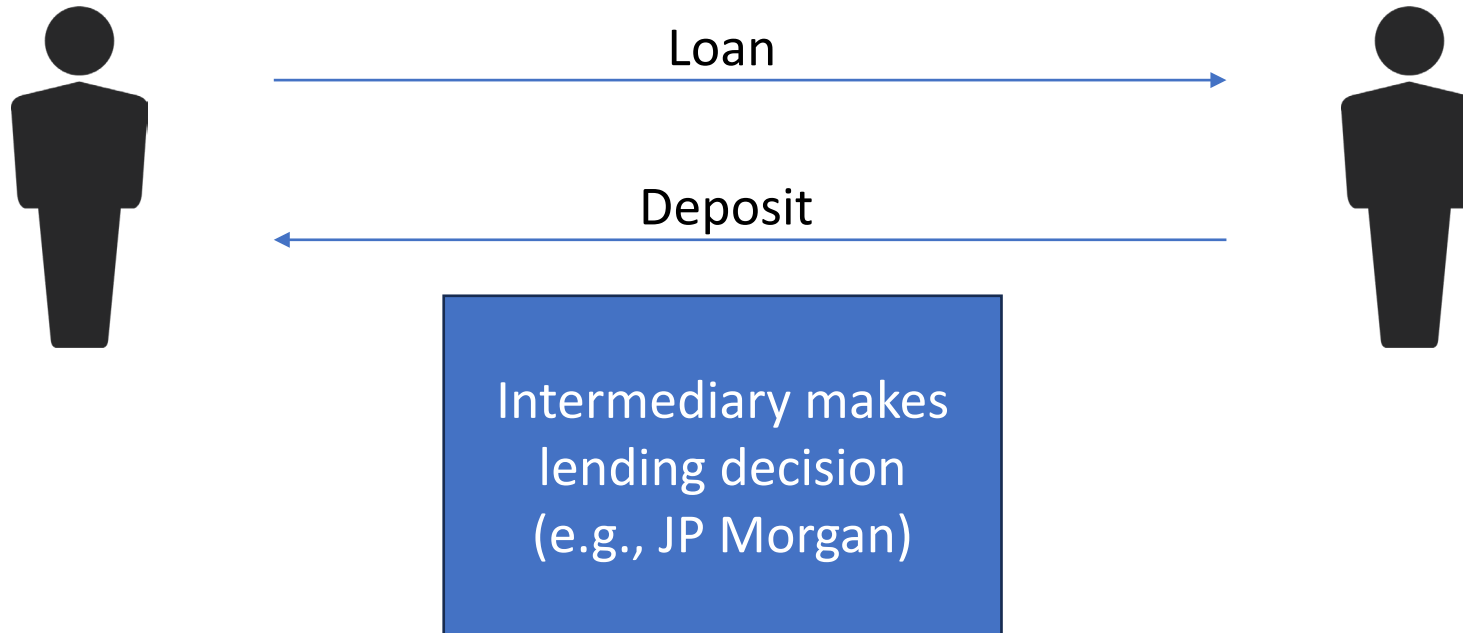 Loan
Deposit
Intermediary makes
lending decision
(e.g., JP Morgan)